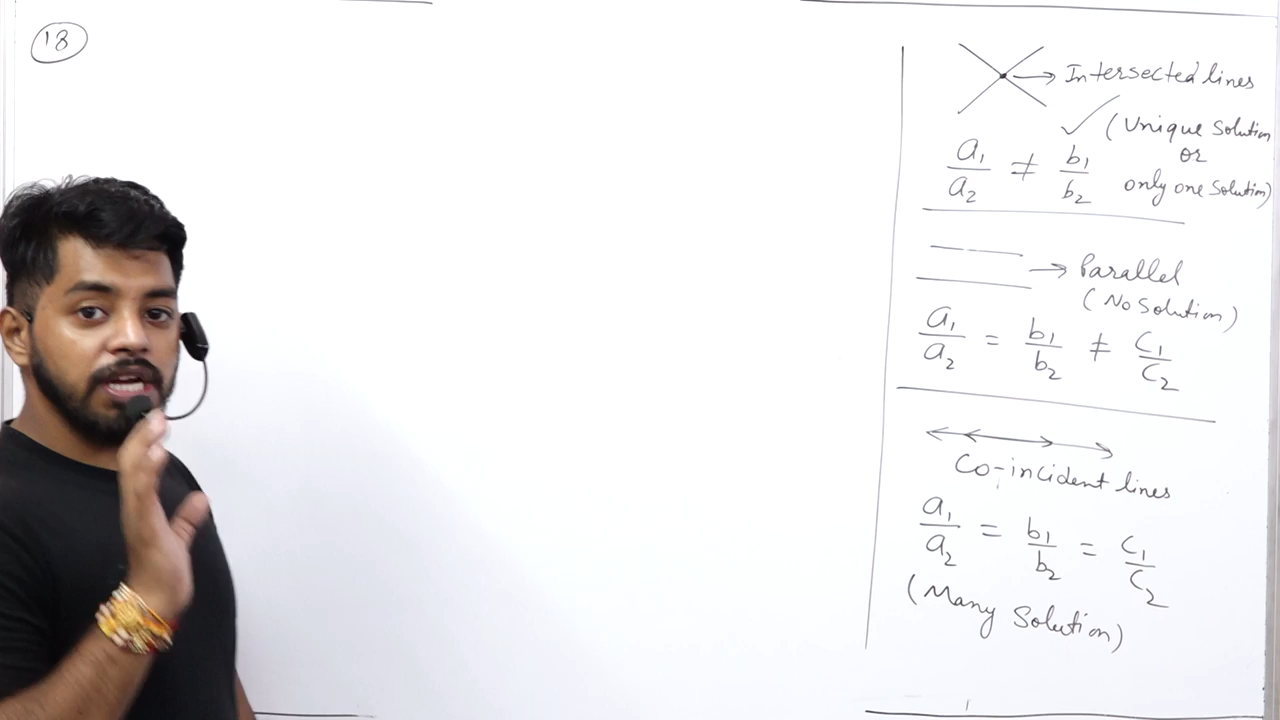 18
Intersected lines
(Unique Solution
or
only one Solution)
a₁/a₂ ≠ b₁/b₂
Parallel
(No Solution)
a₁/a₂ = b₁/b₂ ≠ c₁/c₂
Co-incident lines
a₁/a₂ = b₁/b₂ = c₁/c₂
(Many Solution)